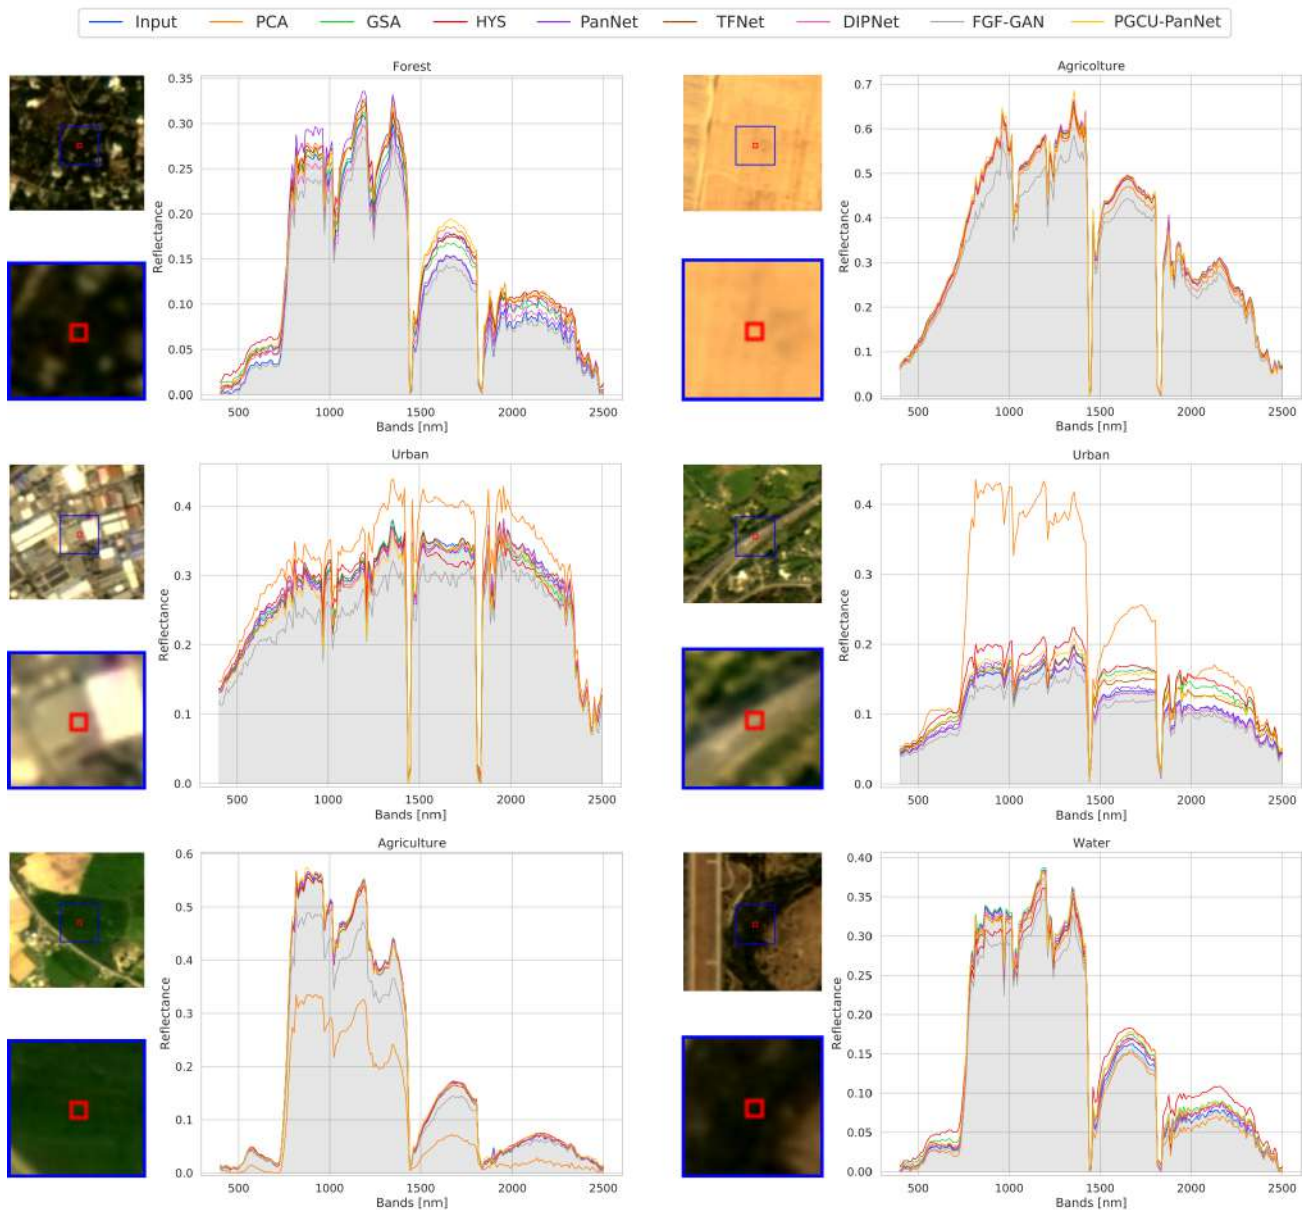 Input PCA GSA HYS PanNet TFNet DIPNet FGF-GAN PGCU-PanNet
Forest
Reflectance
0.35
0.30
0.25
0.20
0.15
0.10
0.05
0.00
500 1000 1500 2000 2500
Bands [nm]
Agricolture
Reflectance
0.7
0.6
0.5
0.4
0.3
0.2
0.1
0.0
500 1000 1500 2000 2500
Bands [nm]
Urban
Reflectance
0.4
0.3
0.2
0.1
0.0
500 1000 1500 2000 2500
Bands [nm]
Urban
Reflectance
0.4
0.3
0.2
0.1
0.0
500 1000 1500 2000 2500
Bands [nm]
Agriculture
Reflectance
0.6
0.5
0.4
0.3
0.2
0.1
0.0
500 1000 1500 2000 2500
Bands [nm]
Water
Reflectance
0.40
0.35
0.30
0.25
0.20
0.15
0.10
0.05
0.00
500 1000 1500 2000 2500
Bands [nm]